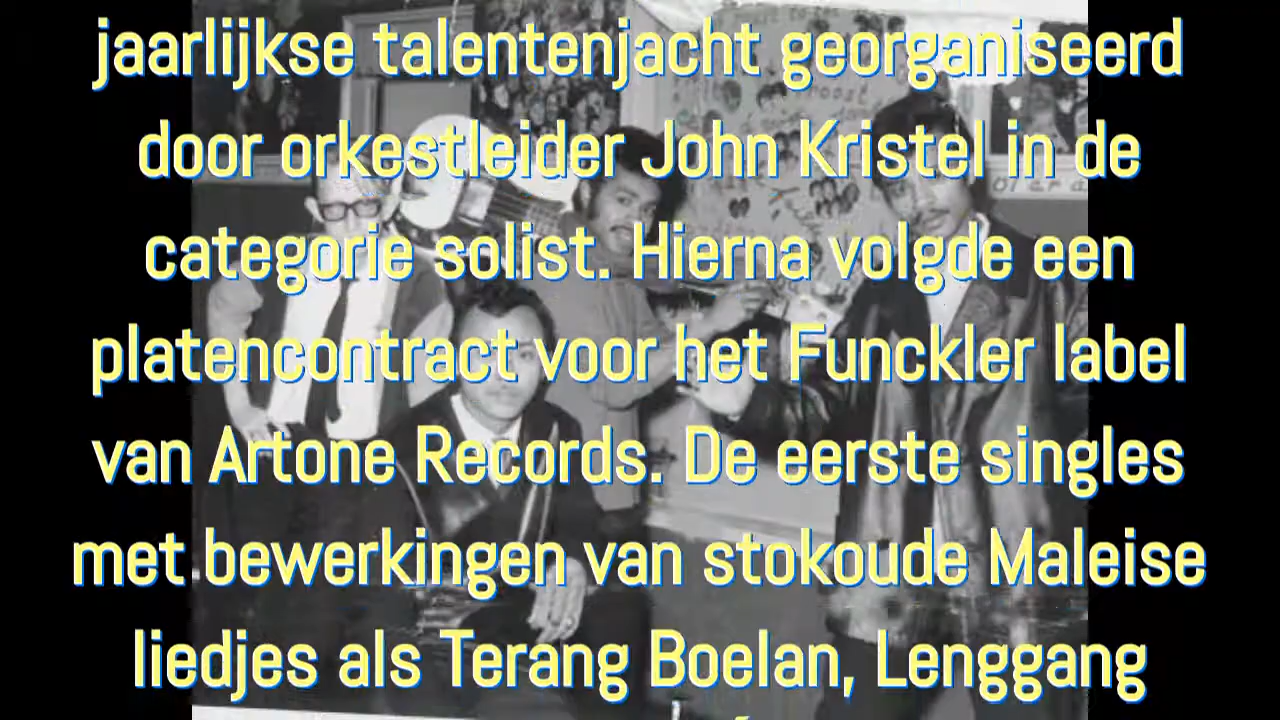 jaarlijkse talentenjacht georganiseerd
door orkestleider John Kristel in de
categorie solist. Hierna volgde een
platencontract voor het Funckler label
van Artone Records. De eerste singles
met bewerkingen van stokoude Maleise
liedjes als Terang Boelan, Lenggang